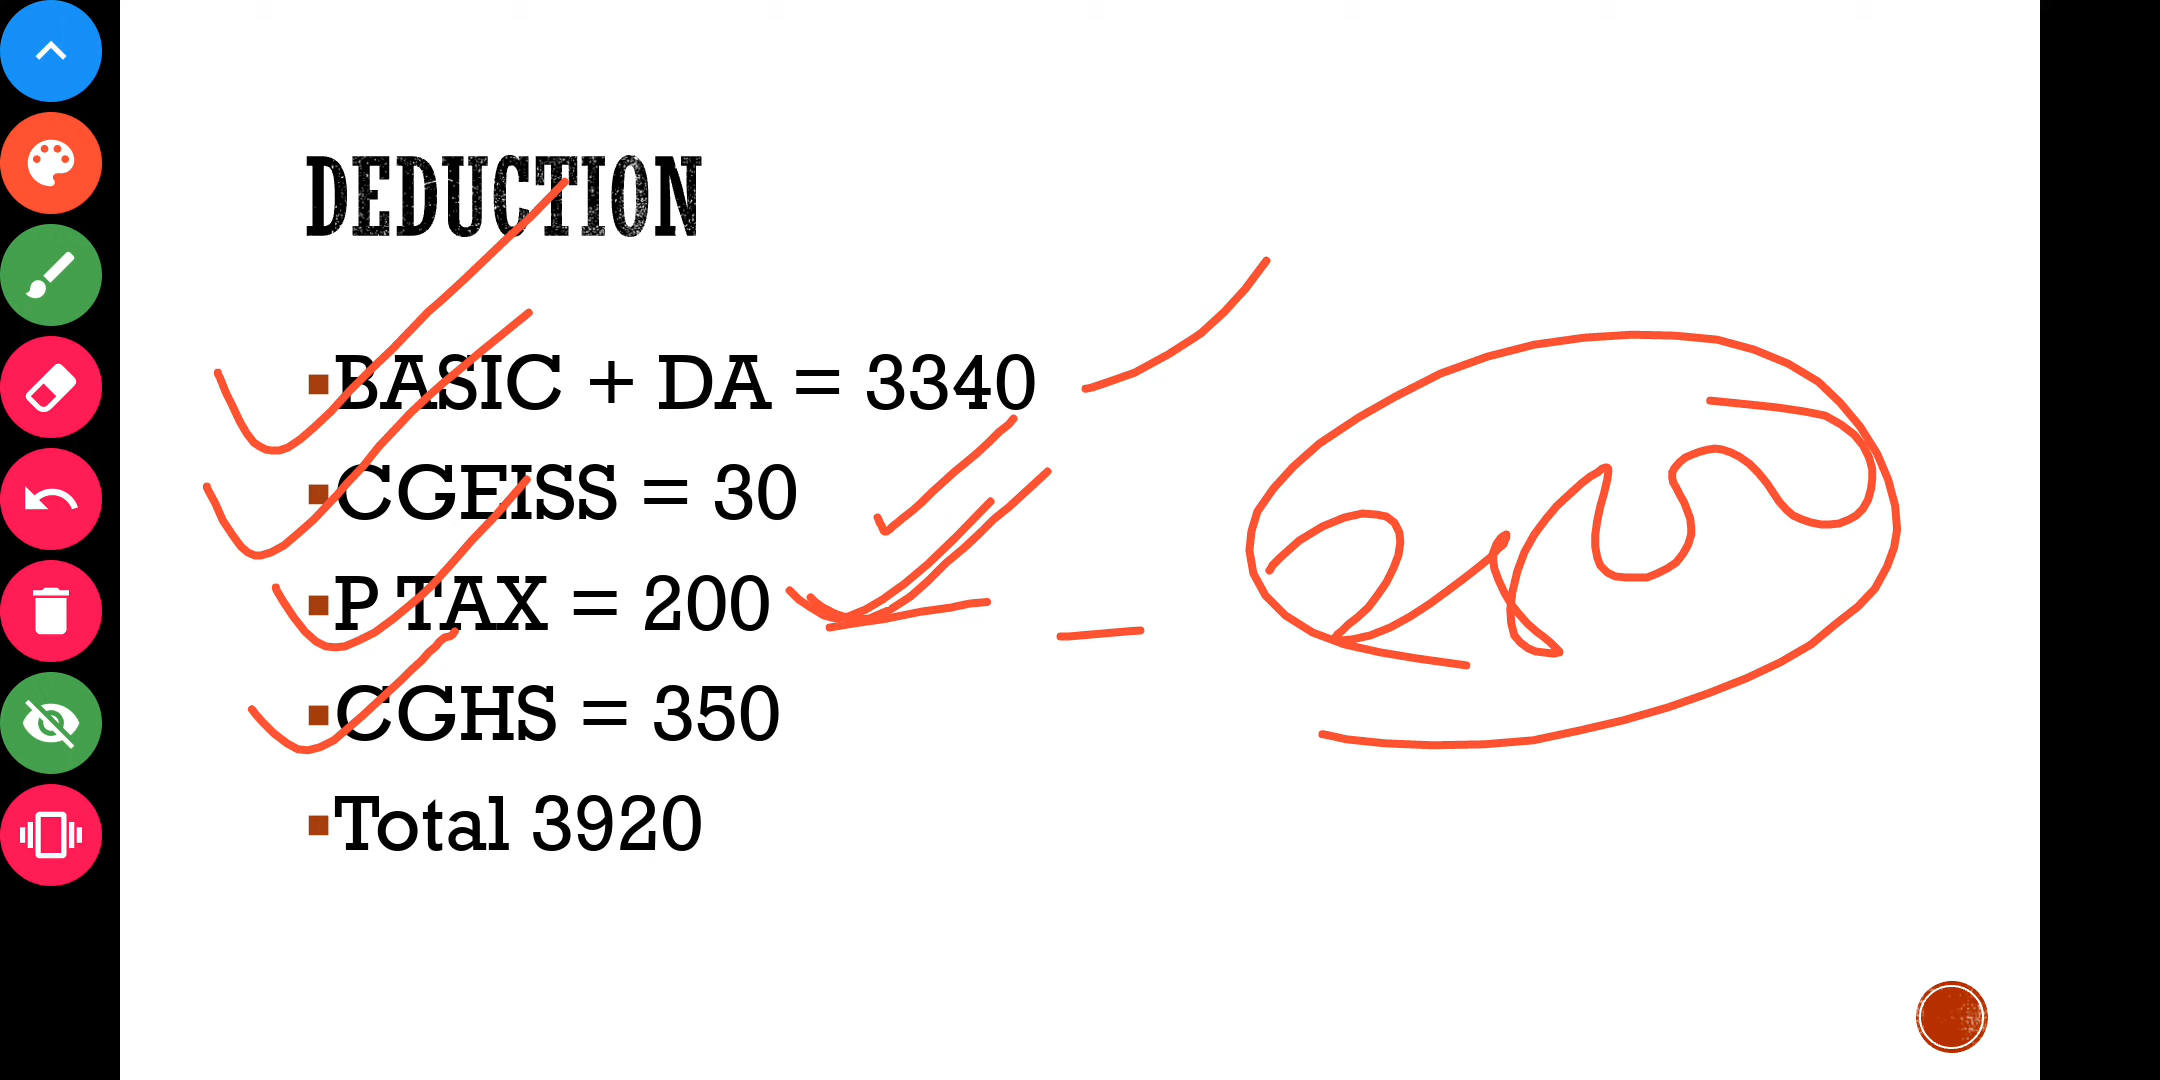 DEDUCTION
BASIC + DA = 3340
CGEISS = 30
P TAX = 200
CGHS = 350
Total 3920